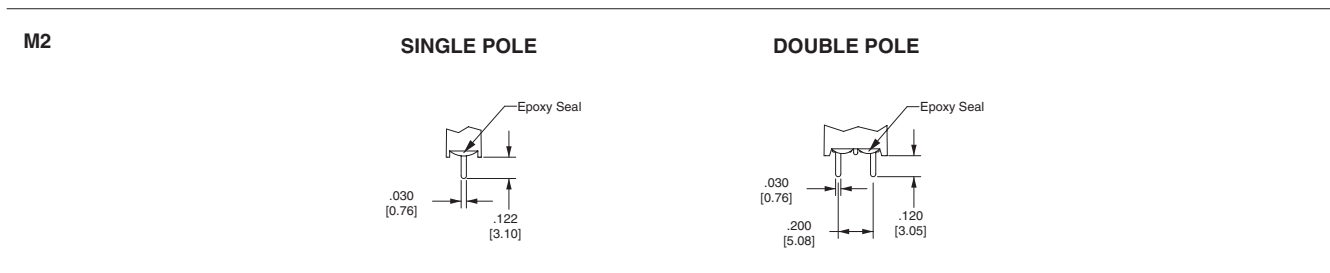 M2
SINGLE POLE
DOUBLE POLE
Epoxy Seal
.030
[0.76]
.122
[3.10]
Epoxy Seal
.030
[0.76]
.200
[5.08]
.120
[3.05]